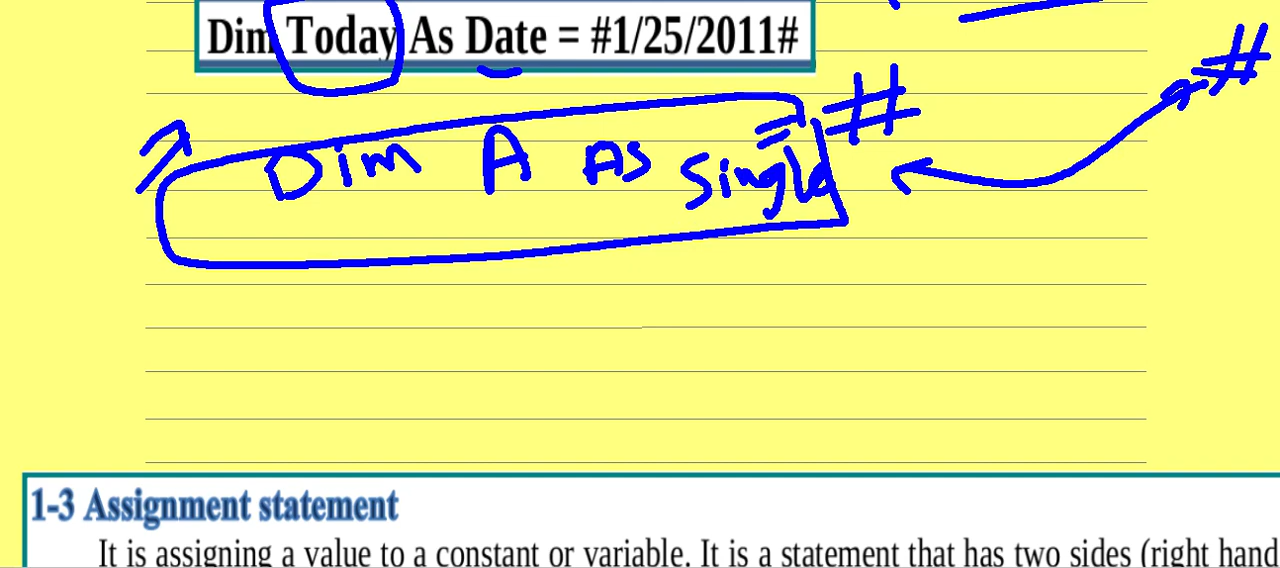 Dim Today As Date = #1/25/2011#
= #
#
Dim A As Single
1-3 Assignment statement
It is assigning a value to a constant or variable. It is a statement that has two sides (right hand